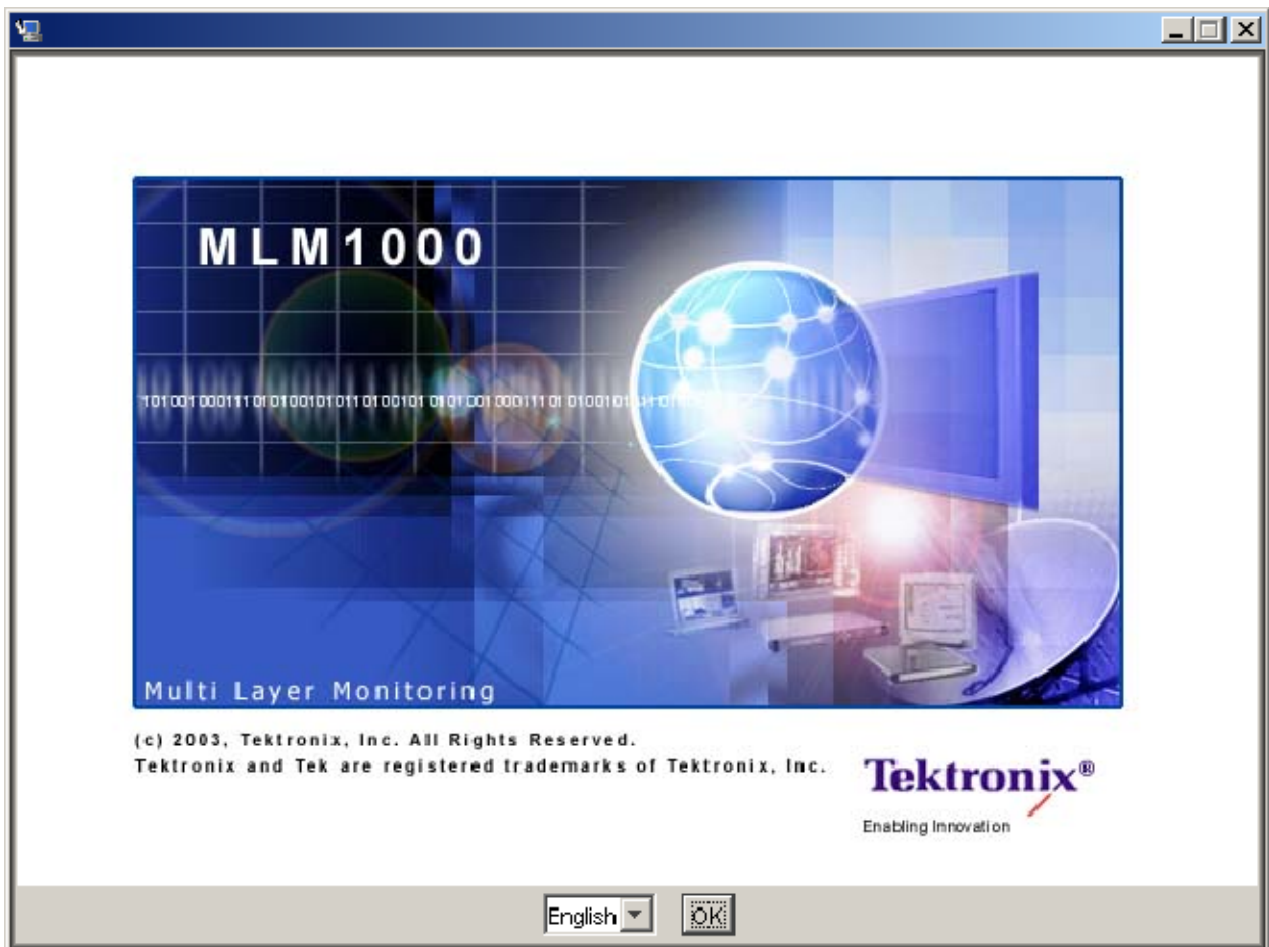 MLM1000
Multi Layer Monitoring
(c) 2003, Tektronix, Inc. All Rights Reserved.
Tektronix and Tek are registered trademarks of Tektronix, Inc.
Tektronix®
Enabling Innovation
English
OK